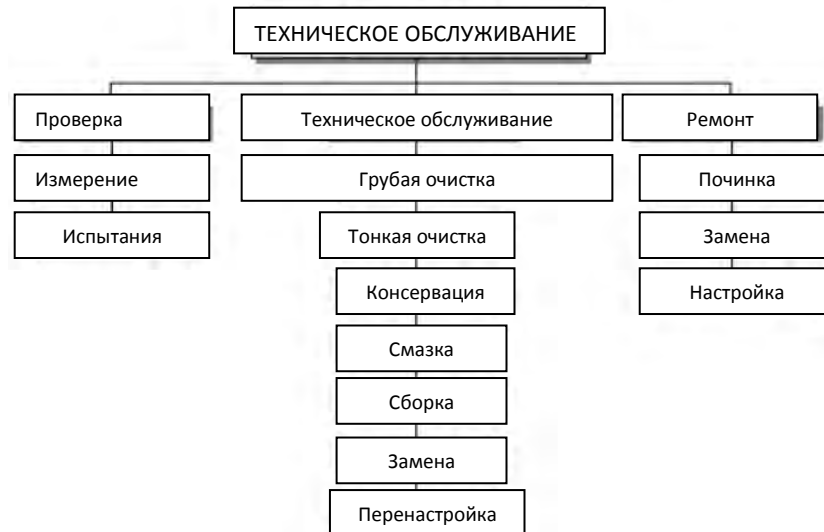 ТЕХНИЧЕСКОЕ ОБСЛУЖИВАНИЕ
Проверка
Техническое обслуживание
Ремонт
Измерение
Грубая очистка
Починка
Испытания
Тонкая очистка
Замена
Консервация
Настройка
Смазка
Сборка
Замена
Перенастройка